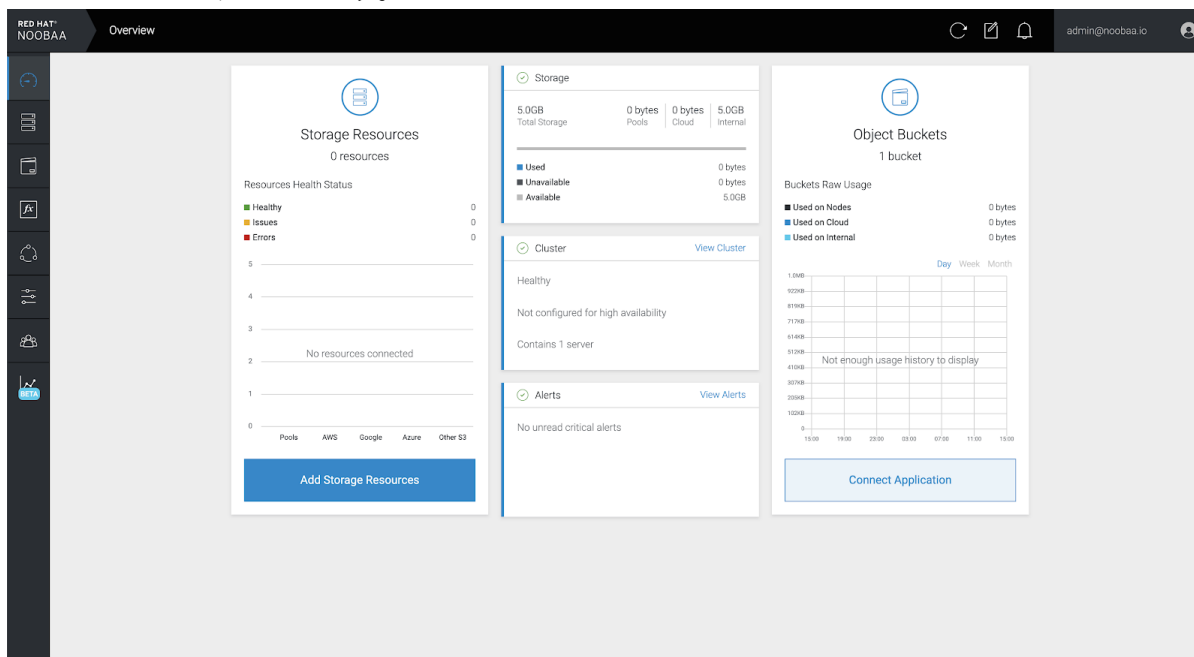 RED HAT®
NOOBAA
Overview
admin@noobaa.io
BETA
Storage Resources
0 resources
Resources Health Status
Healthy 0
Issues 0
Errors 0
5
4
3
2
1
0
No resources connected
Pools AWS Google Azure Other S3
Add Storage Resources
Storage
5.0GB 0 bytes 0 bytes 5.0GB
Total Storage Pools Cloud Internal
Used 0 bytes
Unavailable 0 bytes
Available 5.0GB
Cluster View Cluster
Healthy
Not configured for high availability
Contains 1 server
Alerts View Alerts
No unread critical alerts
Object Buckets
1 bucket
Buckets Raw Usage
Used on Nodes 0 bytes
Used on Cloud 0 bytes
Used on Internal 0 bytes
Day Week Month
1.0MB
922KB
819KB
717KB
614KB
512KB
410KB
307KB
205KB
102KB
0
Not enough usage history to display
15:00 19:00 23:00 03:00 07:00 11:00 15:00
Connect Application